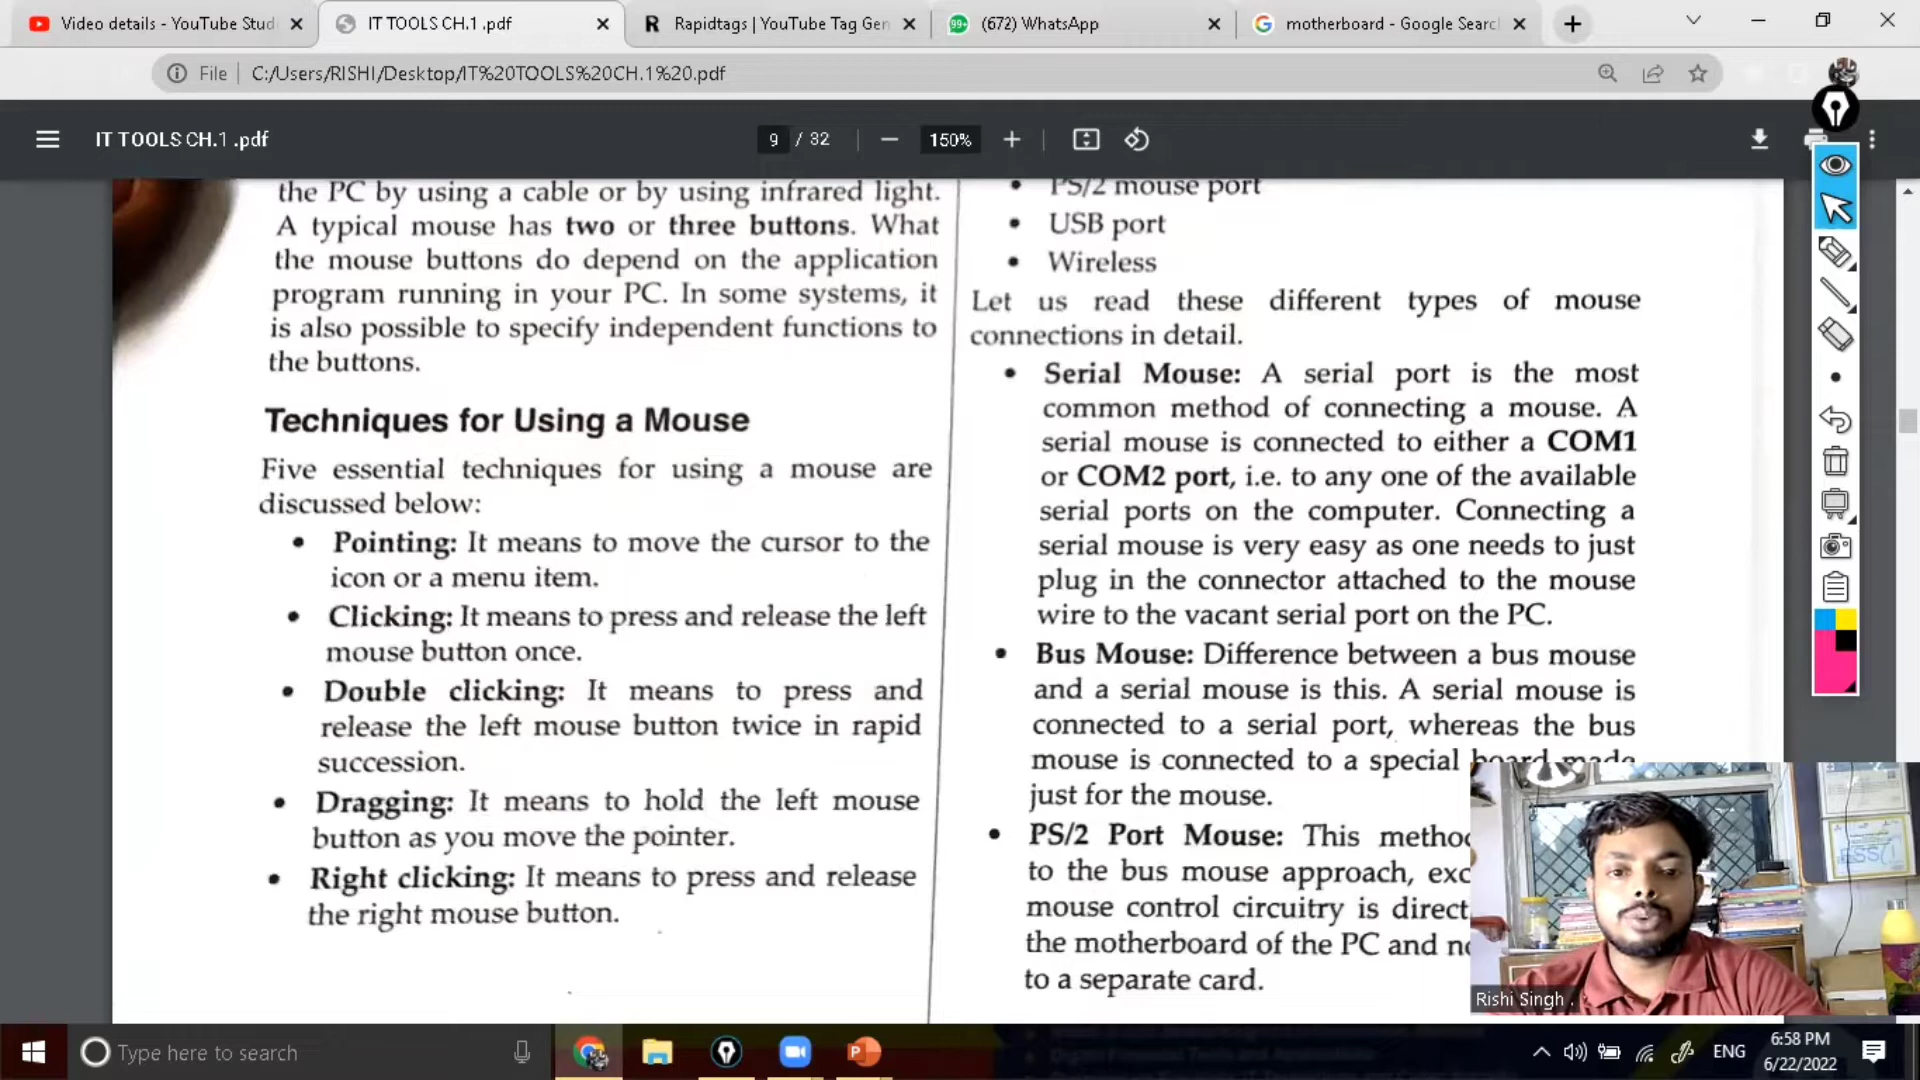 Video details - YouTube Stud
IT TOOLS CH.1 .pdf
R Rapidtags | YouTube Tag Gen
99+ (672) WhatsApp
G motherboard - Google Searc
File C:/Users/RISHI/Desktop/IT%20TOOLS%20CH.1%20.pdf
IT TOOLS CH.1 .pdf
9 / 32
150%
the PC by using a cable or by using infrared light.
A typical mouse has two or three buttons. What
the mouse buttons do depend on the application
program running in your PC. In some systems, it
is also possible to specify independent functions to
the buttons.
Techniques for Using a Mouse
Five essential techniques for using a mouse are
discussed below:
• Pointing: It means to move the cursor to the
icon or a menu item.
• Clicking: It means to press and release the left
mouse button once.
• Double clicking: It means to press and
release the left mouse button twice in rapid
succession.
• Dragging: It means to hold the left mouse
button as you move the pointer.
• Right clicking: It means to press and release
the right mouse button.
• PS/2 mouse port
• USB port
• Wireless
Let us read these different types of mouse
connections in detail.
• Serial Mouse: A serial port is the most
common method of connecting a mouse. A
serial mouse is connected to either a COM1
or COM2 port, i.e. to any one of the available
serial ports on the computer. Connecting a
serial mouse is very easy as one needs to just
plug in the connector attached to the mouse
wire to the vacant serial port on the PC.
• Bus Mouse: Difference between a bus mouse
and a serial mouse is this. A serial mouse is
connected to a serial port, whereas the bus
mouse is connected to a special board made
just for the mouse.
• PS/2 Port Mouse: This metho
to the bus mouse approach, exc
mouse control circuitry is direct
the motherboard of the PC and no
to a separate card.
Rishi Singh .
Type here to search
P
ENG
6:58 PM
6/22/2022